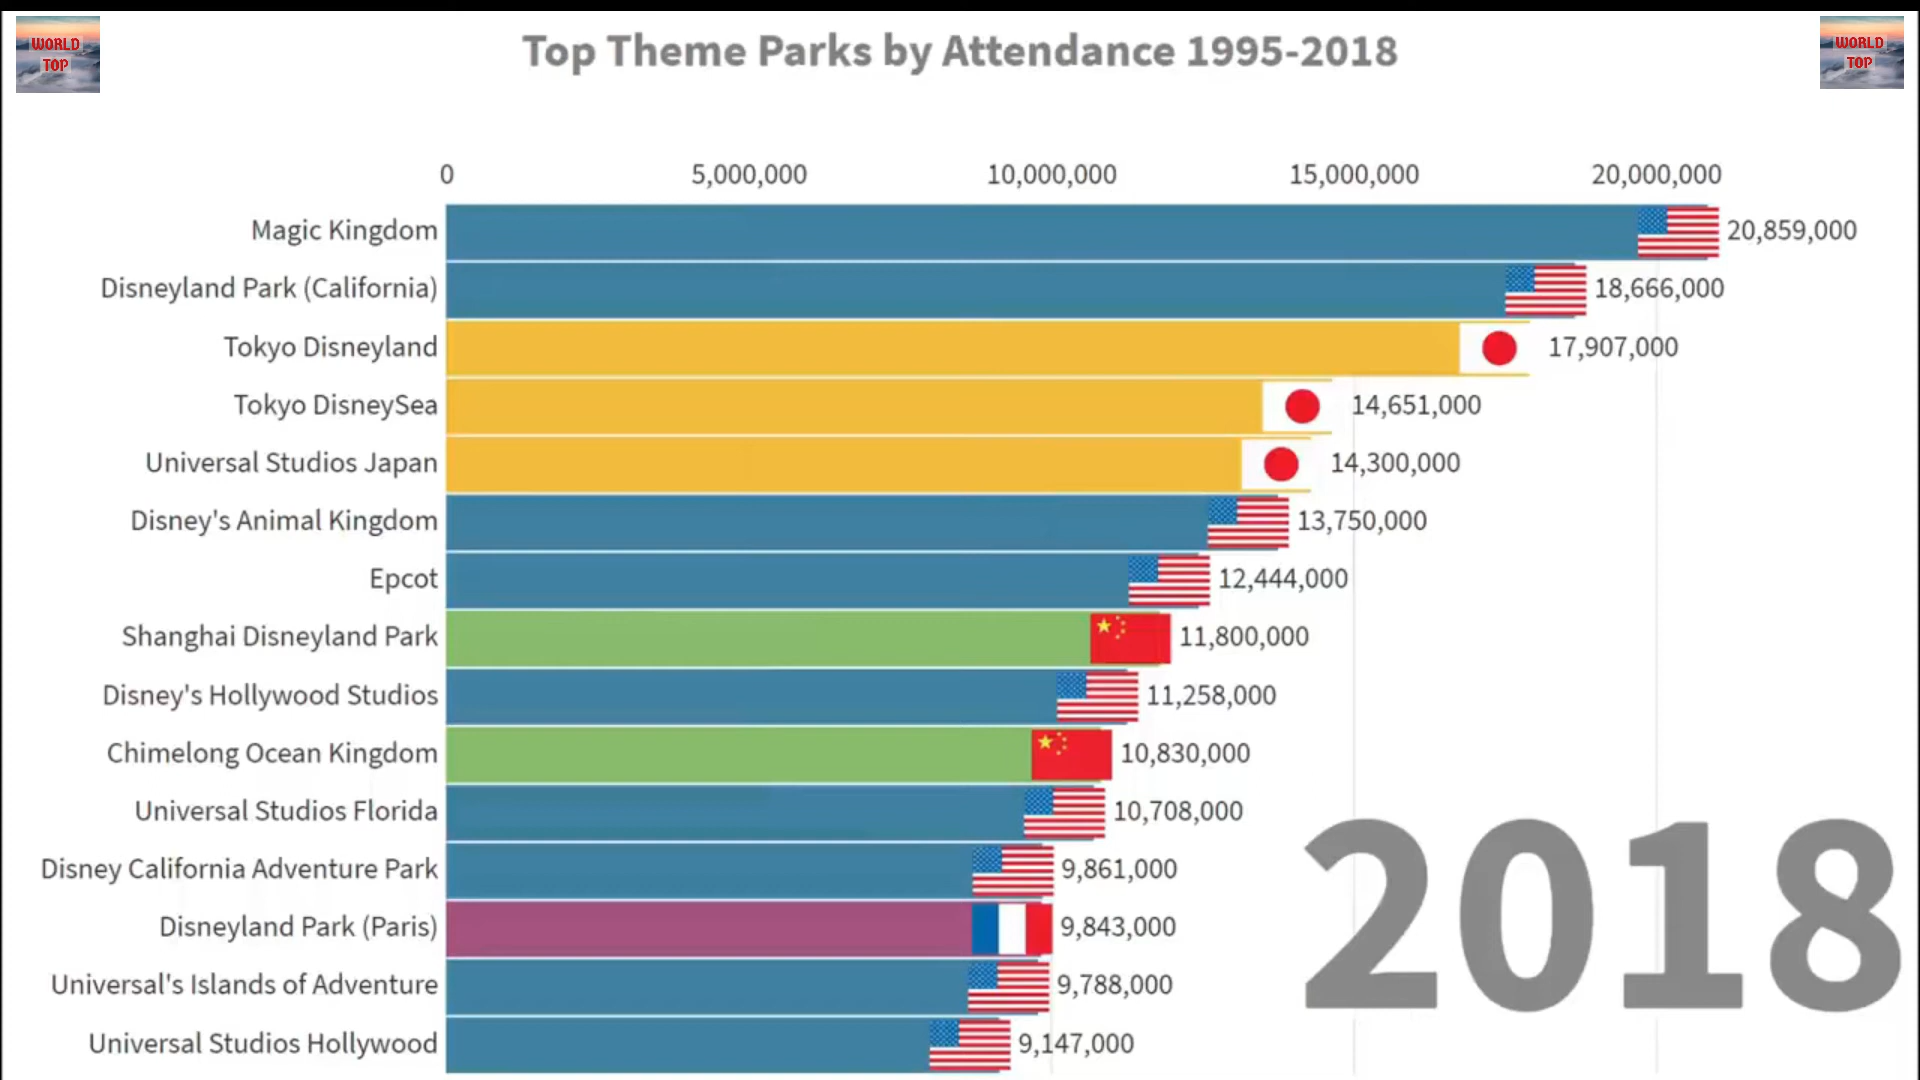 WORLD
TOP
Top Theme Parks by Attendance 1995-2018
WORLD
TOP
0 5,000,000 10,000,000 15,000,000 20,000,000
Magic Kingdom 20,859,000
Disneyland Park (California) 18,666,000
Tokyo Disneyland 17,907,000
Tokyo DisneySea 14,651,000
Universal Studios Japan 14,300,000
Disney's Animal Kingdom 13,750,000
Epcot 12,444,000
Shanghai Disneyland Park 11,800,000
Disney's Hollywood Studios 11,258,000
Chimelong Ocean Kingdom 10,830,000
Universal Studios Florida 10,708,000
Disney California Adventure Park 9,861,000
Disneyland Park (Paris) 9,843,000
Universal's Islands of Adventure 9,788,000
Universal Studios Hollywood 9,147,000
2018